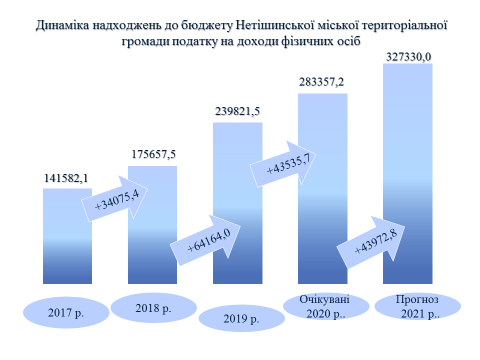 Динаміка надходжень до бюджету Нетішинської міської територіальної
громади податку на доходи фізичних осіб
327330,0
283357,2
239821,5
175657,5
141582,1
+34075,4
+64164,0
+43535,7
+43972,8
2017 р.
2018 р.
2019 р.
Очікувані
2020 р..
Прогноз
2021 р..